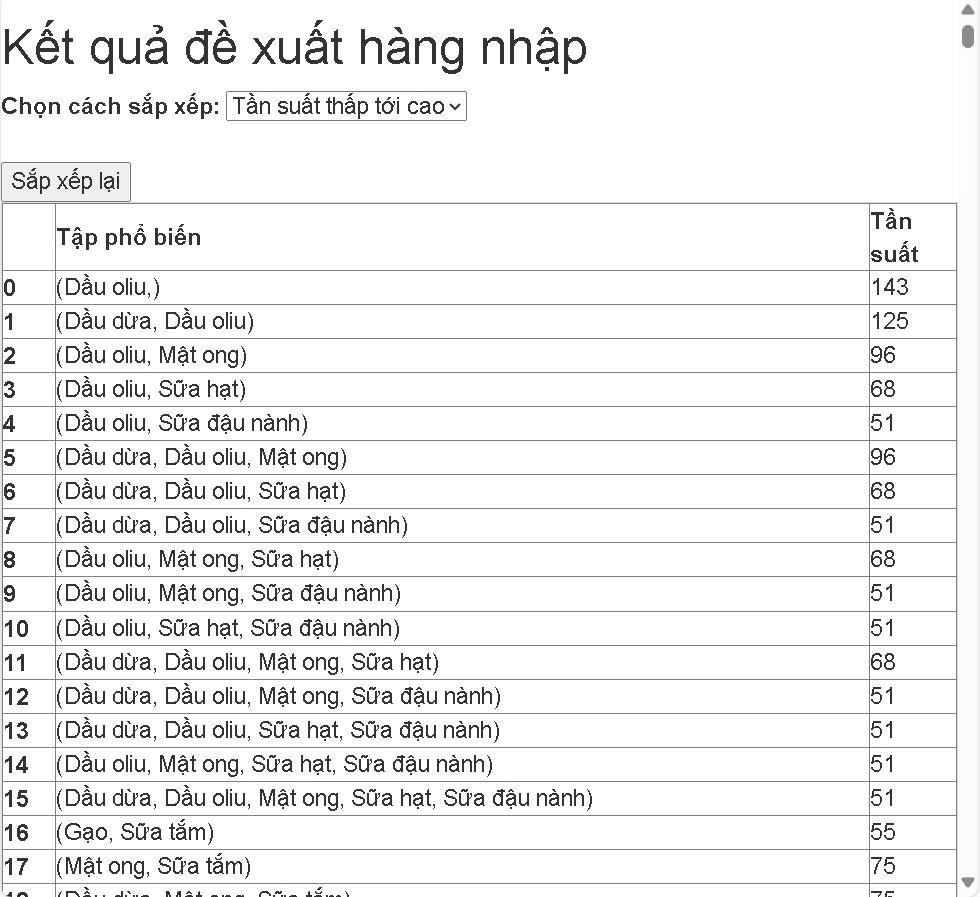 Kết quả đề xuất hàng nhập
Chọn cách sắp xếp: Tần suất thấp tới cao
Sắp xếp lại
Tập phổ biến Tần suất
0 (Dầu oliu,) 143
1 (Dầu dừa, Dầu oliu) 125
2 (Dầu oliu, Mật ong) 96
3 (Dầu oliu, Sữa hạt) 68
4 (Dầu oliu, Sữa đậu nành) 51
5 (Dầu dừa, Dầu oliu, Mật ong) 96
6 (Dầu dừa, Dầu oliu, Sữa hạt) 68
7 (Dầu dừa, Dầu oliu, Sữa đậu nành) 51
8 (Dầu oliu, Mật ong, Sữa hạt) 68
9 (Dầu oliu, Mật ong, Sữa đậu nành) 51
10 (Dầu oliu, Sữa hạt, Sữa đậu nành) 51
11 (Dầu dừa, Dầu oliu, Mật ong, Sữa hạt) 68
12 (Dầu dừa, Dầu oliu, Mật ong, Sữa đậu nành) 51
13 (Dầu dừa, Dầu oliu, Sữa hạt, Sữa đậu nành) 51
14 (Dầu oliu, Mật ong, Sữa hạt, Sữa đậu nành) 51
15 (Dầu dừa, Dầu oliu, Mật ong, Sữa hạt, Sữa đậu nành) 51
16 (Gạo, Sữa tắm) 55
17 (Mật ong, Sữa tắm) 75
18 (Dầu dừa, Mật ong, Sữa tắm) 75